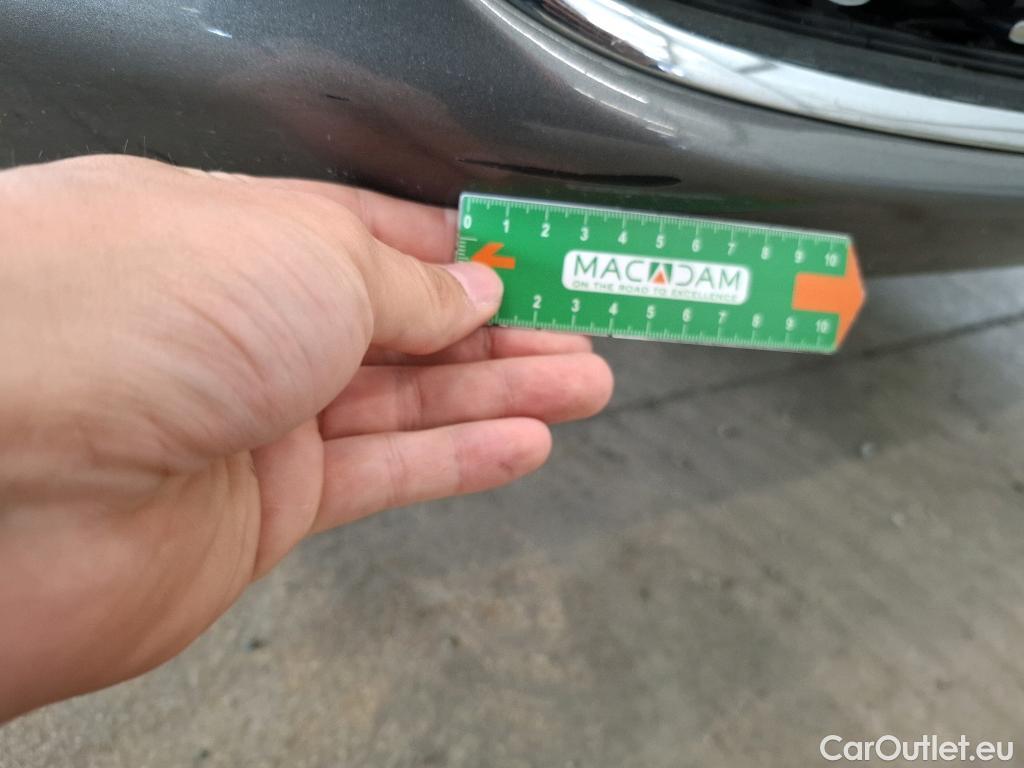 0 1 2 3 4 5 6 7 8 9 10
MACADAM
ON THE ROAD TO EXCELLENCE
2 3 4 5 6 7 8 9 10
CarOutlet.eu